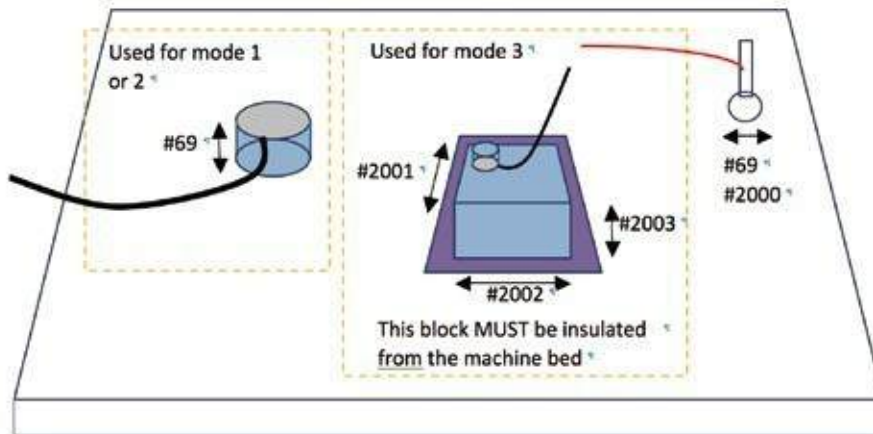 Used for mode 1
or 2
#69
Used for mode 3
#2001
#2003
#2002
This block MUST be insulated
from the machine bed
#69
#2000